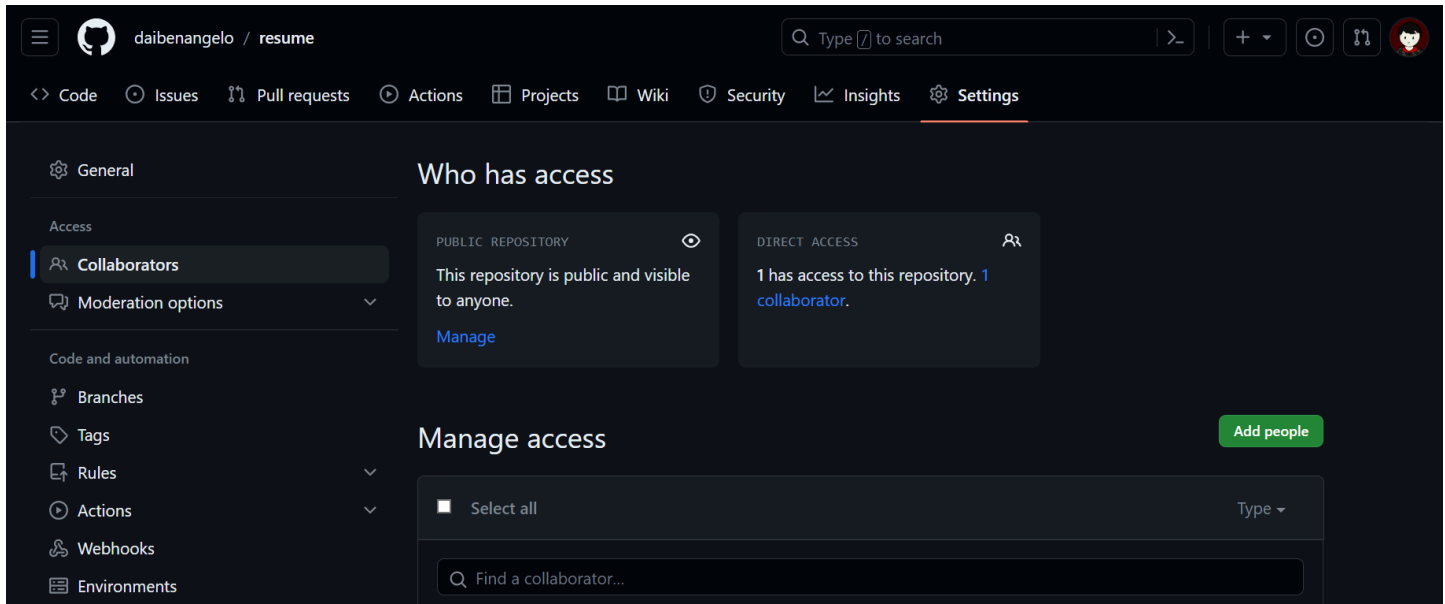 daibenangelo / resume
Type / to search
Code Issues Pull requests Actions Projects Wiki Security Insights Settings
General
Access
Collaborators
Moderation options
Code and automation
Branches
Tags
Rules
Actions
Webhooks
Environments
Who has access
PUBLIC REPOSITORY
This repository is public and visible
to anyone.
Manage
DIRECT ACCESS
1 has access to this repository. 1
collaborator.
Manage access
Add people
Select all
Type
Find a collaborator...